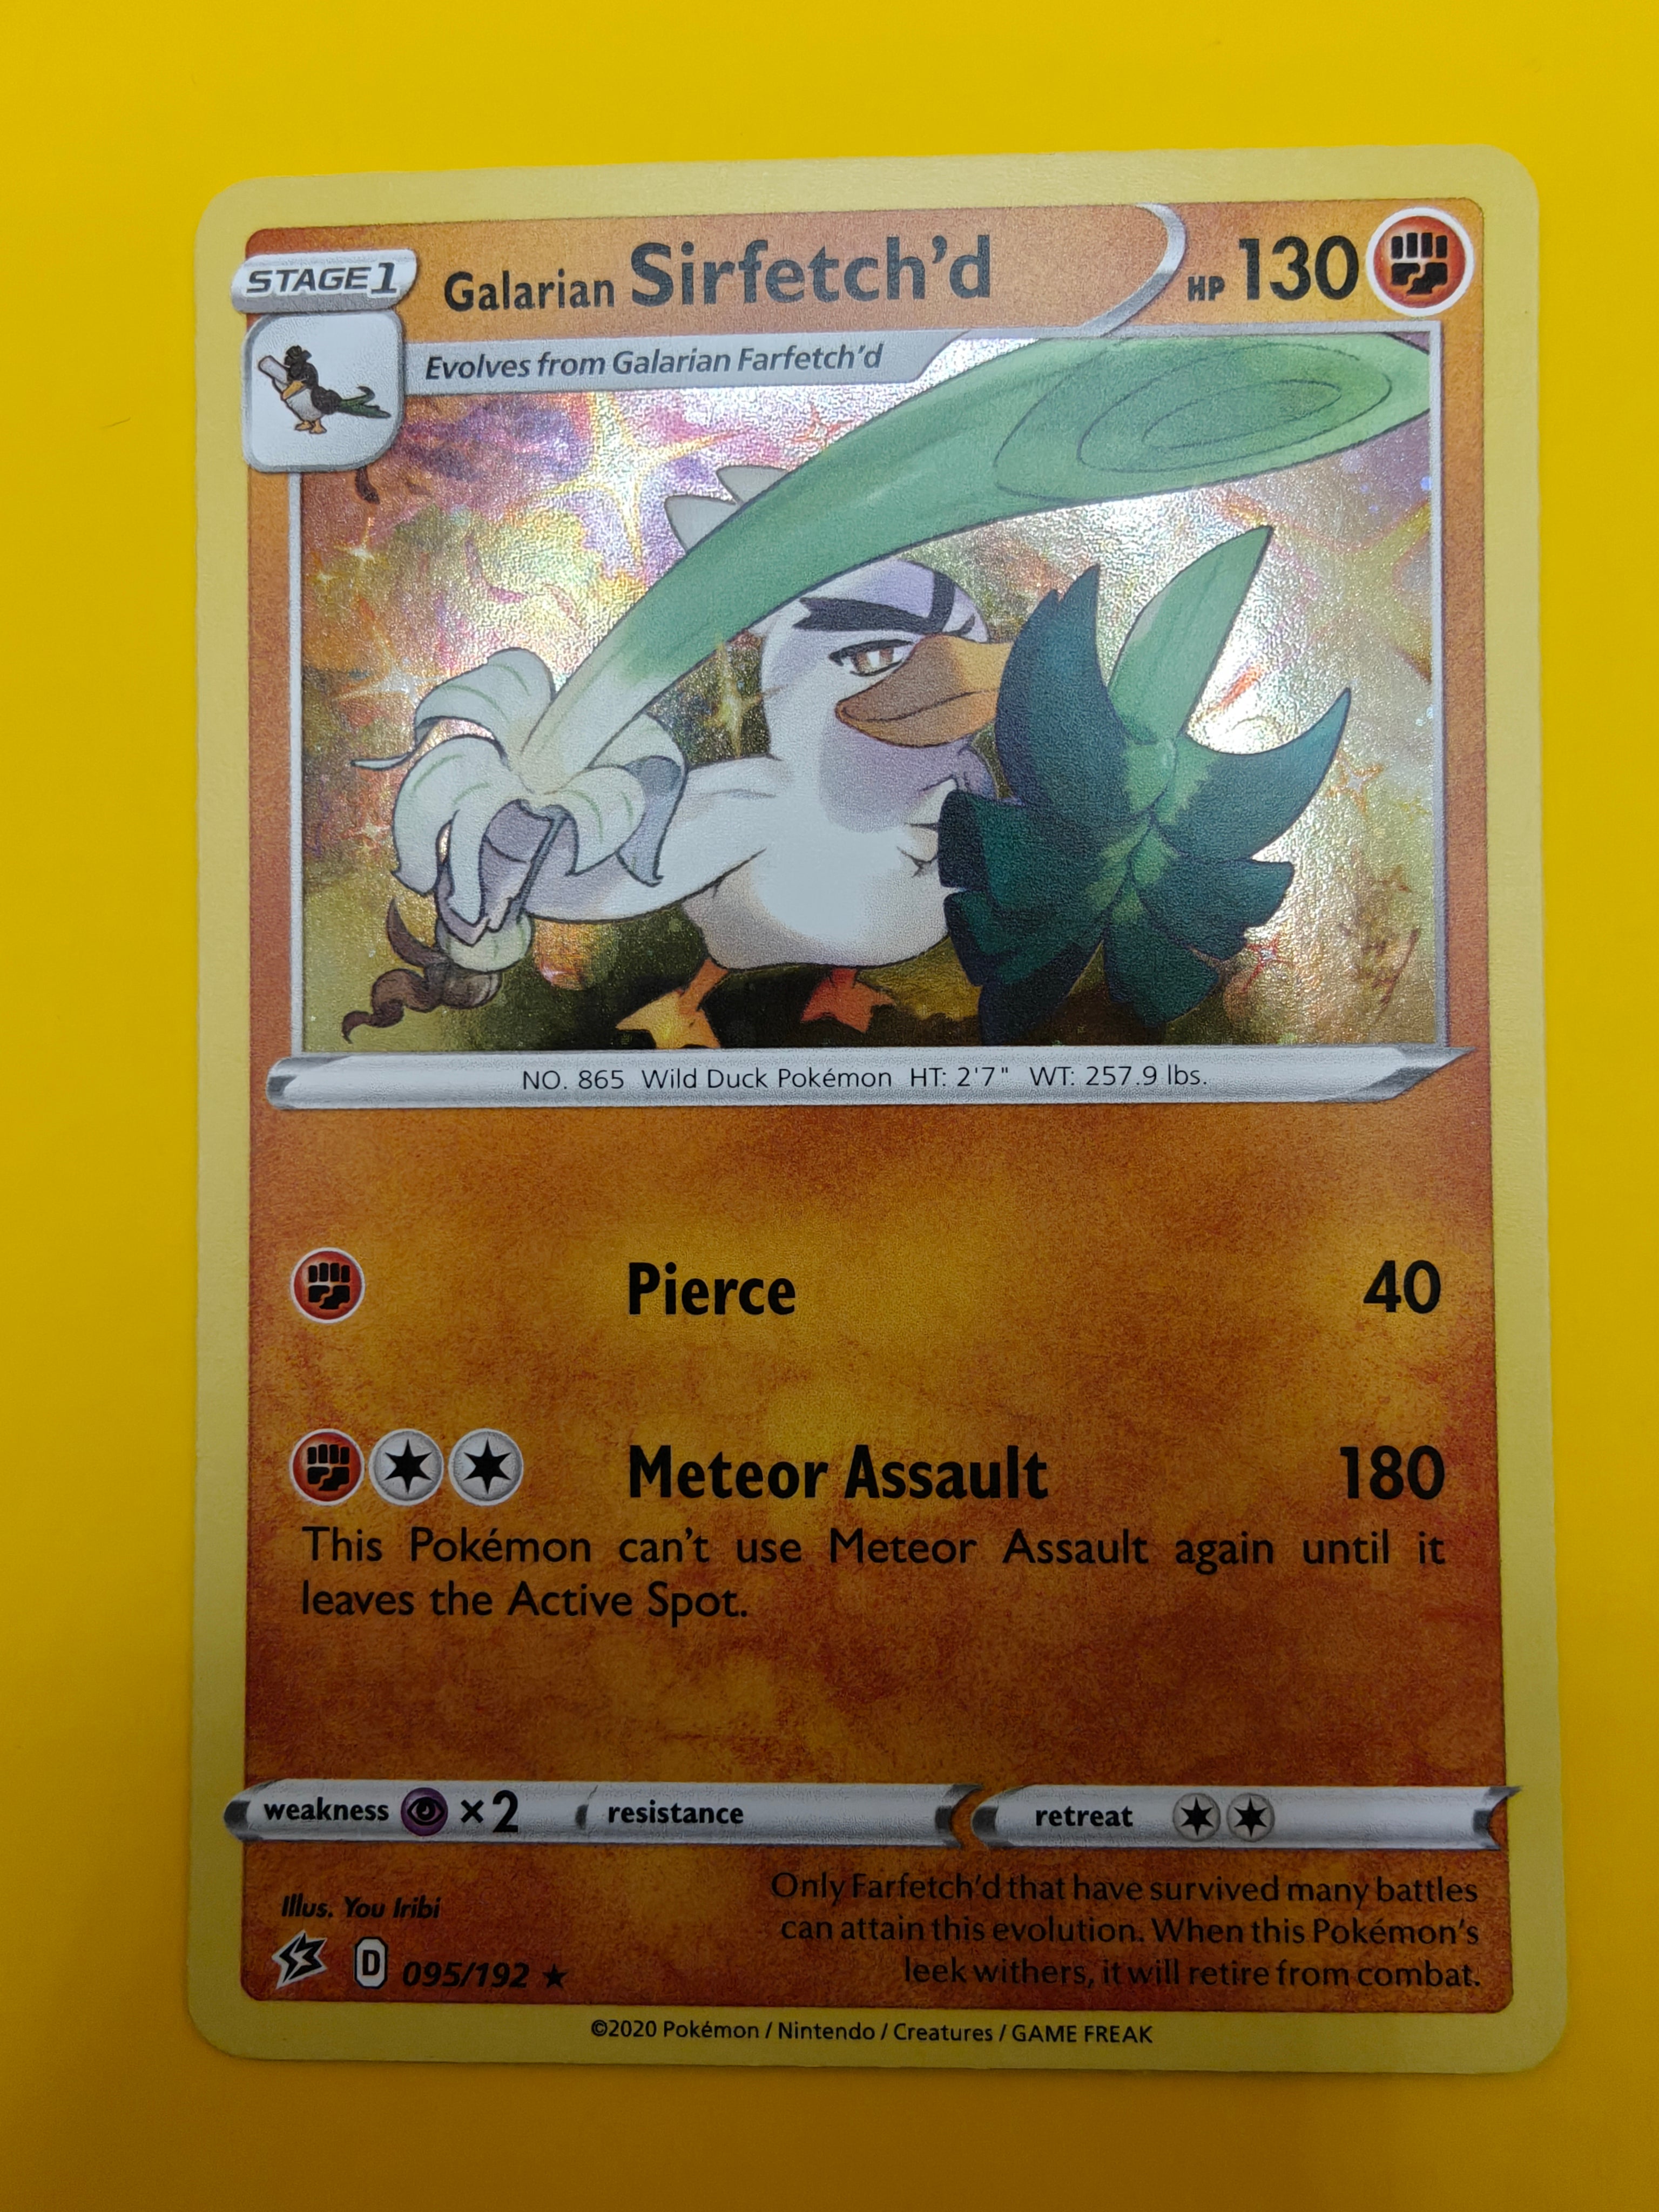 STAGE 1
Galarian Sirfetch'd
HP 130
Evolves from Galarian Farfetch'd
NO. 865 Wild Duck Pokémon HT: 2'7" WT: 257.9 lbs.
Pierce 40
Meteor Assault 180
This Pokémon can't use Meteor Assault again until it
leaves the Active Spot.
weakness ×2 resistance retreat
Illus. You Iribi
Only Farfetch'd that have survived many battles
can attain this evolution. When this Pokémon's
leek withers, it will retire from combat.
D 095/192 ★
©2020 Pokémon / Nintendo / Creatures / GAME FREAK